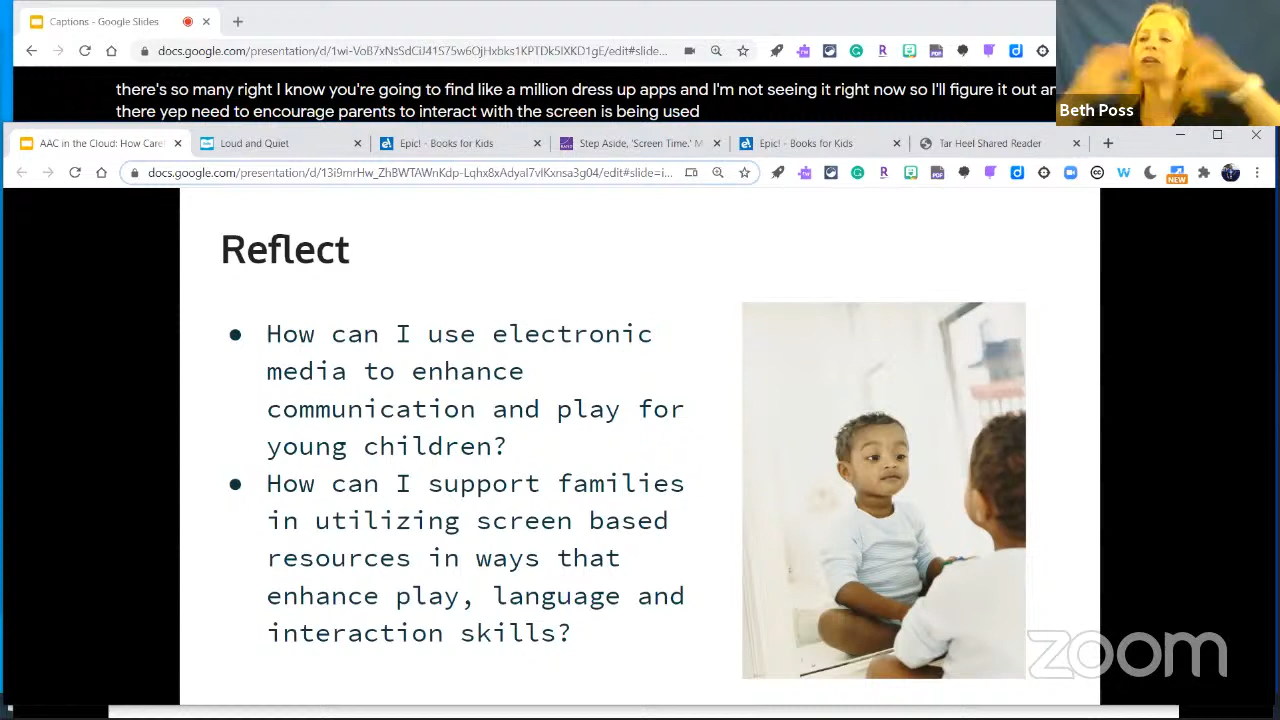 Captions - Google Slides
docs.google.com/presentation/d/1wi-VoB7xNsSdCiJ41S75w6OjHxbks1KPTDk5IXKD1gE/edit#slide...
there's so many right I know you're going to find like a million dress up apps and I'm not seeing it right now so I'll figure it out an
there yep need to encourage parents to interact with the screen is being used
Beth Poss
AAC in the Cloud: How Caref
Loud and Quiet
Epic! - Books for Kids
Step Aside, 'Screen Time,' M
Epic! - Books for Kids
Tar Heel Shared Reader
docs.google.com/presentation/d/13i9mrHw_ZhBWTAWnKdp-Lqtht8xAdyaI7vIKxnsa3g04/edit#slide=i...
NEW
Reflect
● How can I use electronic
media to enhance
communication and play for
young children?
● How can I support families
in utilizing screen based
resources in ways that
enhance play, language and
interaction skills?
zoom